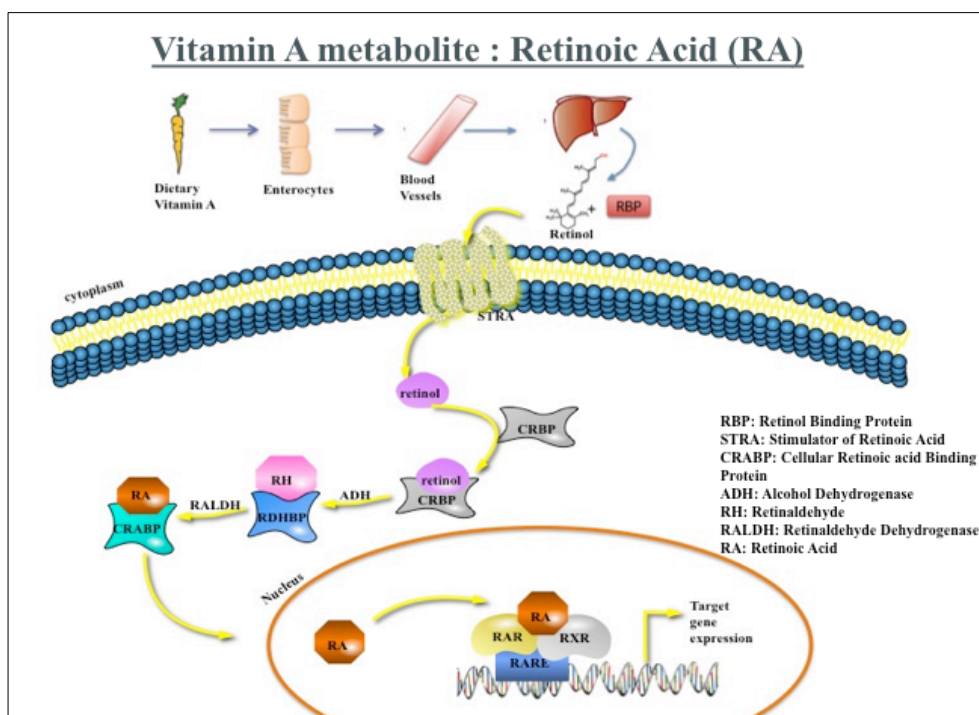 Vitamin A metabolite : Retinoic Acid (RA)
Dietary
Vitamin A
Enterocytes
Blood
Vessels
RBP
+
Retinol
cytoplasm
STRA
retinol
CRBP
retinol
CRBP
ADH
RH
RDHBP
RALDH
RA
CRABP
RBP: Retinol Binding Protein
STRA: Stimulator of Retinoic Acid
CRABP: Cellular Retinoic acid Binding
Protein
ADH: Alcohol Dehydrogenase
RH: Retinaldehyde
RALDH: Retinaldehyde Dehydrogenase
RA: Retinoic Acid
Nucleus
RA
RA
RAR
RXR
RARE
Target
gene
expression